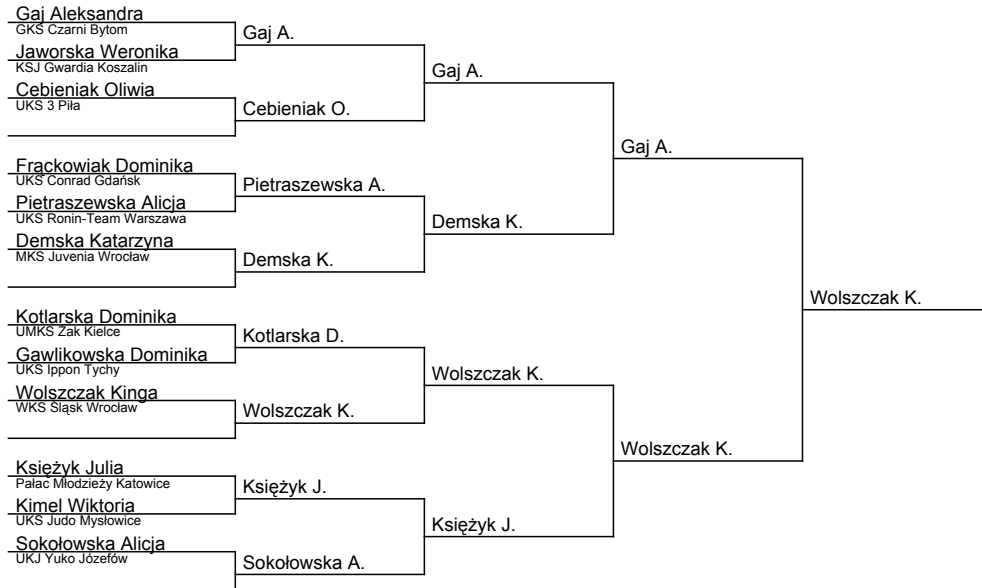 Gaj Aleksandra
GKS Czarni Bytom
Jaworska Weronika
KSJ Gwardia Koszalin
Cebieniak Oliwia
UKS 3 Piła
Frąckowiak Dominika
UKS Conrad Gdańsk
Pietraszewska Alicja
UKS Ronin-Team Warszawa
Demska Katarzyna
MKS Juvenia Wrocław
Kotlarska Dominika
UMKS Żak Kielce
Gawlikowska Dominika
UKS Ippon Tychy
Wolszczak Kinga
WKS Śląsk Wrocław
Księżyk Julia
Pałac Młodzieży Katowice
Kimel Wiktoria
UKS Judo Mysłowice
Sokołowska Alicja
UKJ Yuko Józefów
Gaj A.
Cebieniak O.
Pietraszewska A.
Demska K.
Kotlarska D.
Wolszczak K.
Księżyk J.
Sokołowska A.
Gaj A.
Demska K.
Wolszczak K.
Księżyk J.
Gaj A.
Wolszczak K.
Wolszczak K.